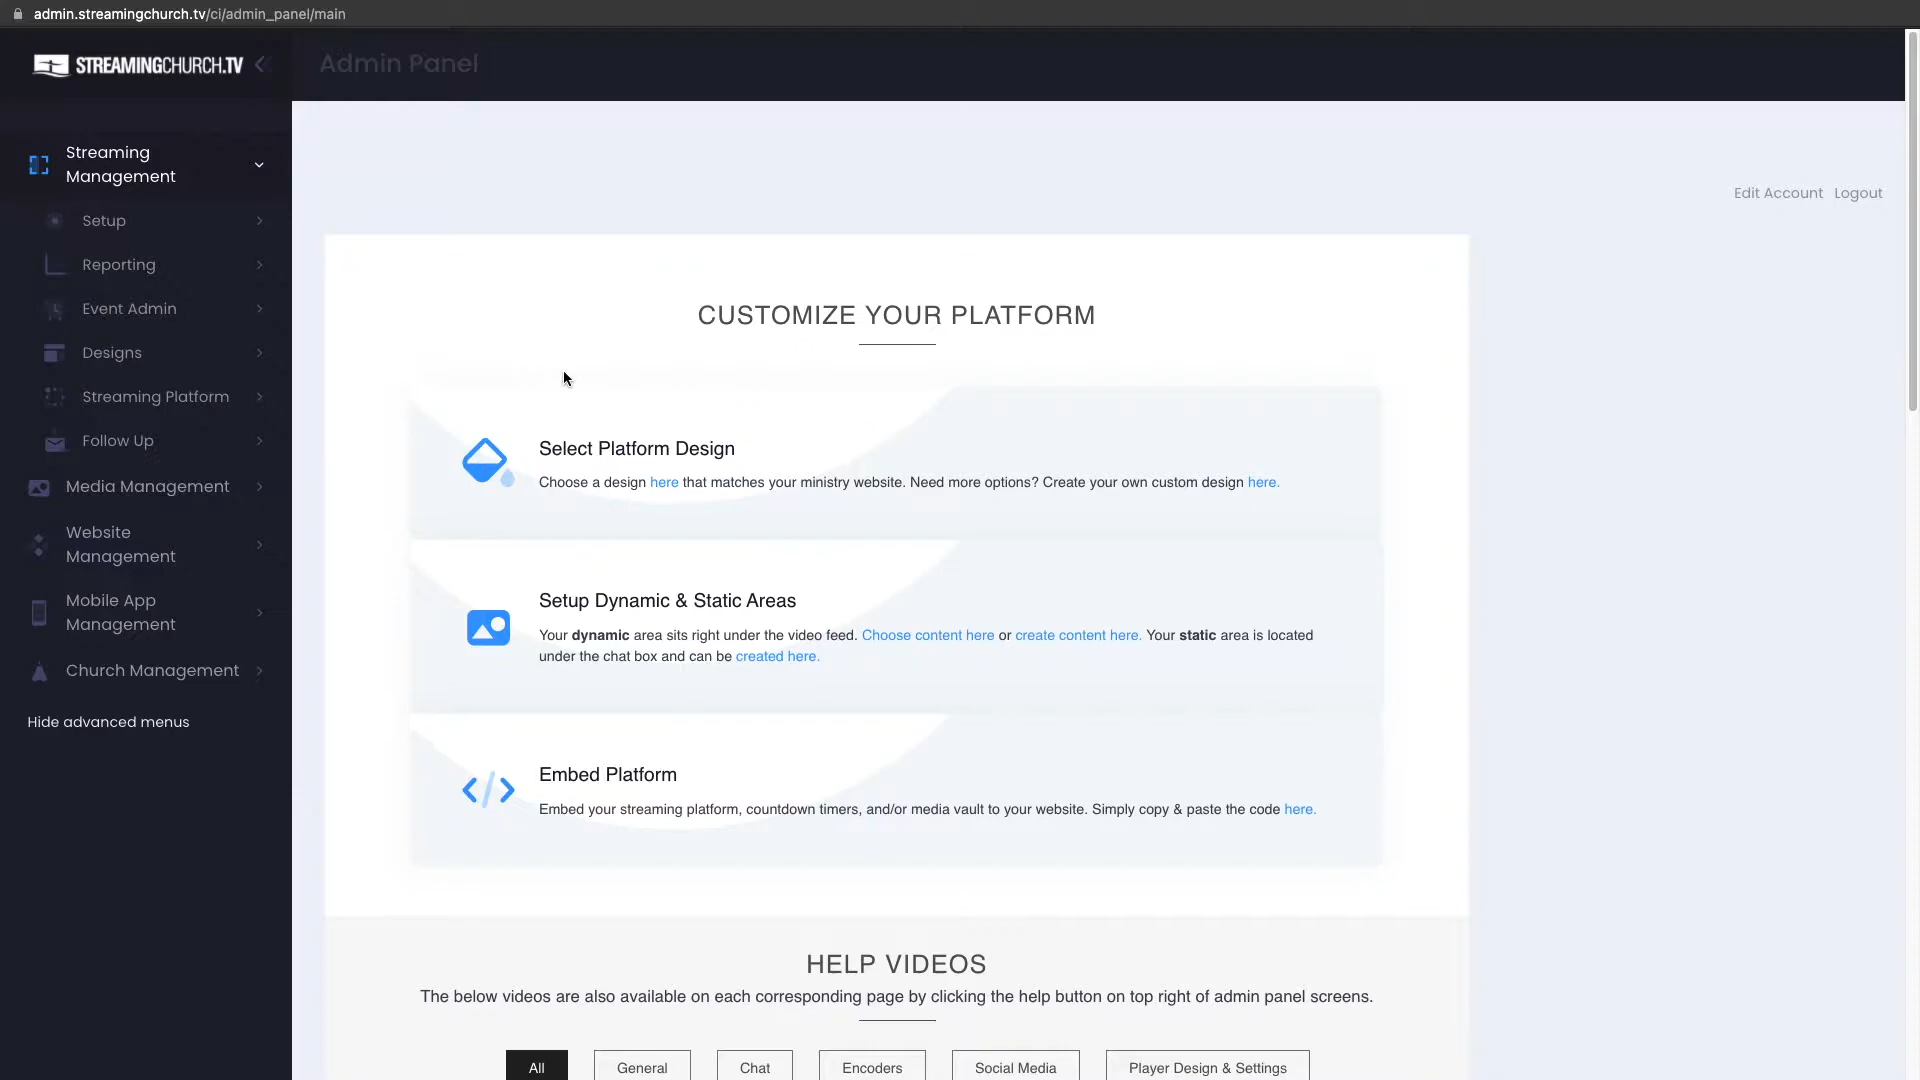 admin.streamingchurch.tv/ci/admin_panel/main
STREAMINGCHURCH.TV
Admin Panel
Streaming
Management
Setup
Reporting
Event Admin
Designs
Streaming Platform
Follow Up
Media Management
Website
Management
Mobile App
Management
Church Management
Hide advanced menus
Edit Account Logout
CUSTOMIZE YOUR PLATFORM
Select Platform Design
Choose a design here that matches your ministry website. Need more options? Create your own custom design here.
Setup Dynamic & Static Areas
Your dynamic area sits right under the video feed. Choose content here or create content here. Your static area is located
under the chat box and can be created here.
Embed Platform
Embed your streaming platform, countdown timers, and/or media vault to your website. Simply copy & paste the code here.
HELP VIDEOS
The below videos are also available on each corresponding page by clicking the help button on top right of admin panel screens.
All General Chat Encoders Social Media Player Design & Settings